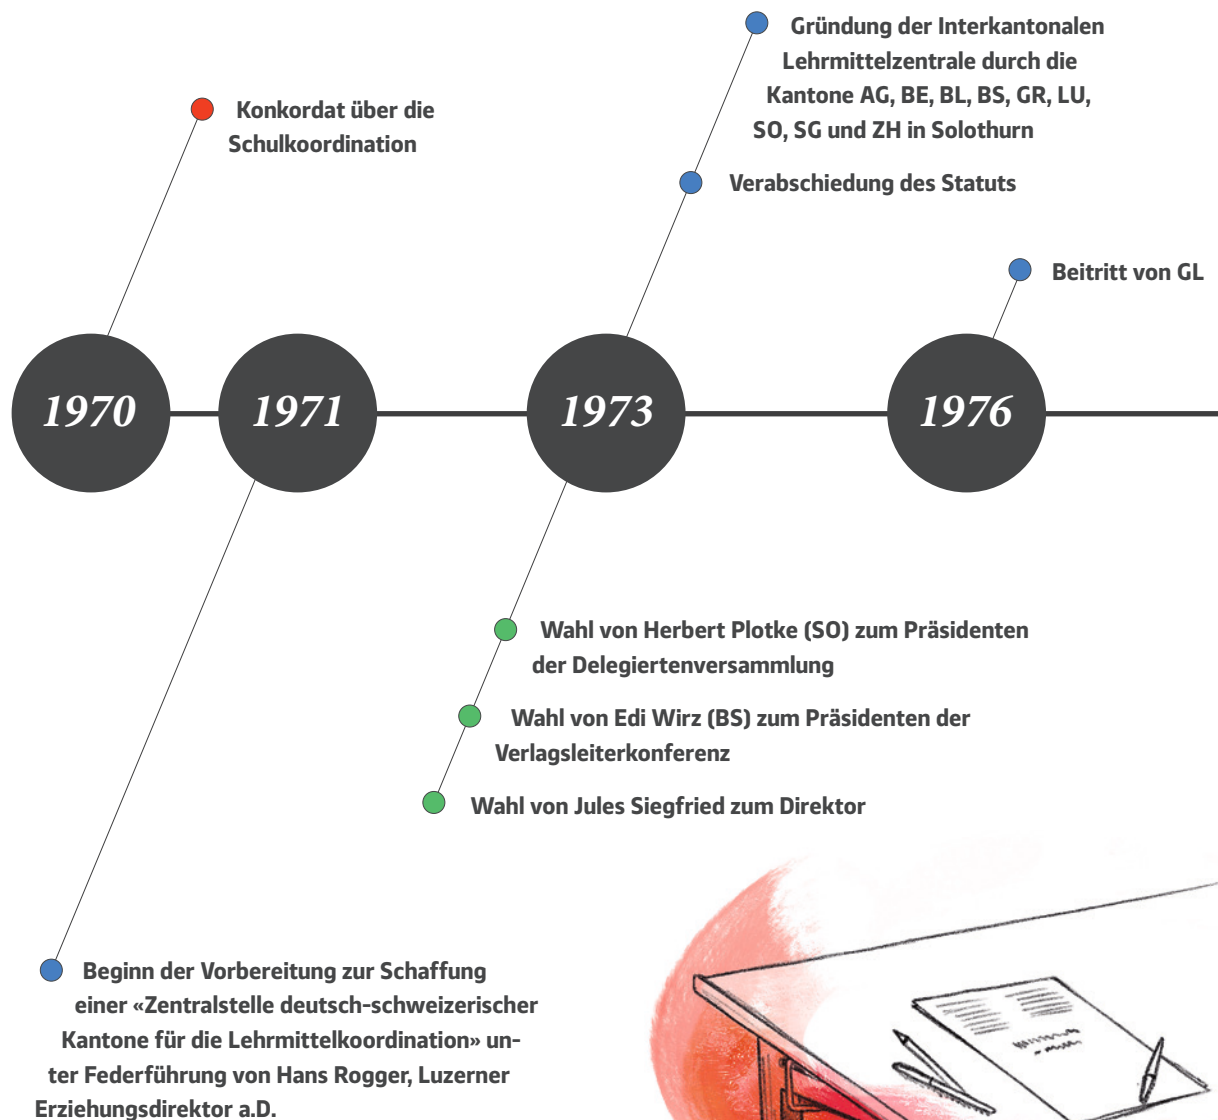 Gründung der Interkantonalen
Lehrmittelzentrale durch die
Kantone AG, BE, BL, BS, GR, LU,
SO, SG und ZH in Solothurn
Konkordat über die
Schulkoordination
Verabschiedung des Statuts
Beitritt von GL
1970
1971
1973
1976
Wahl von Herbert Plotke (SO) zum Präsidenten
der Delegiertenversammlung
Wahl von Edi Wirz (BS) zum Präsidenten der
Verlagsleiterkonferenz
Wahl von Jules Siegfried zum Direktor
Beginn der Vorbereitung zur Schaffung
einer «Zentralstelle deutsch-schweizerischer
Kantone für die Lehrmittelkoordination» un-
ter Federführung von Hans Rogger, Luzerner
Erziehungsdirektor a.D.